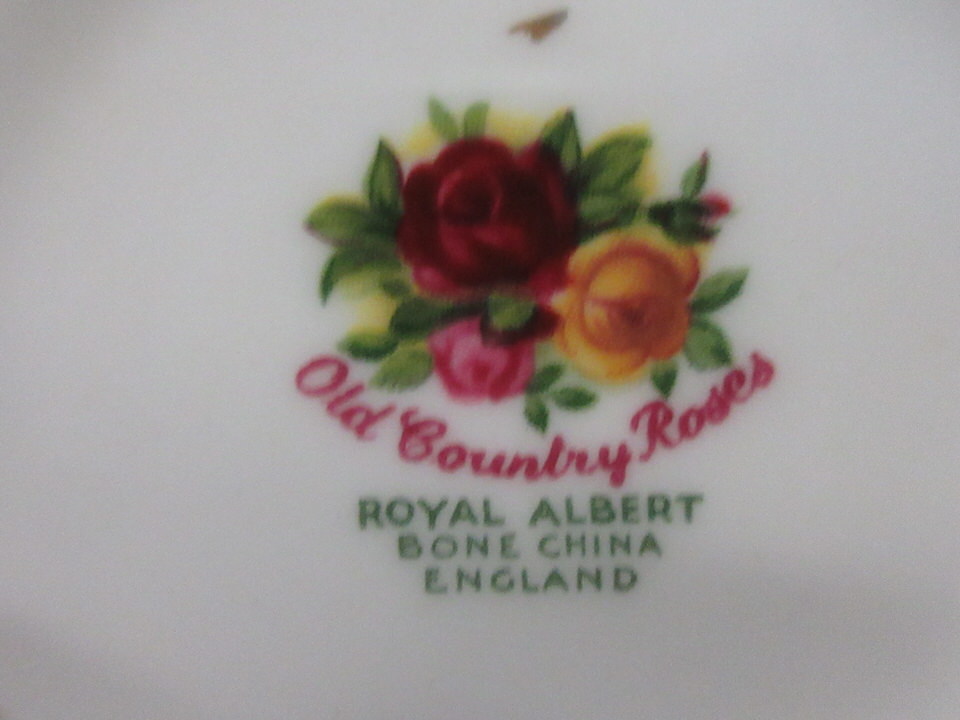 Old Country Roses
ROYAL ALBERT
BONE CHINA
ENGLAND